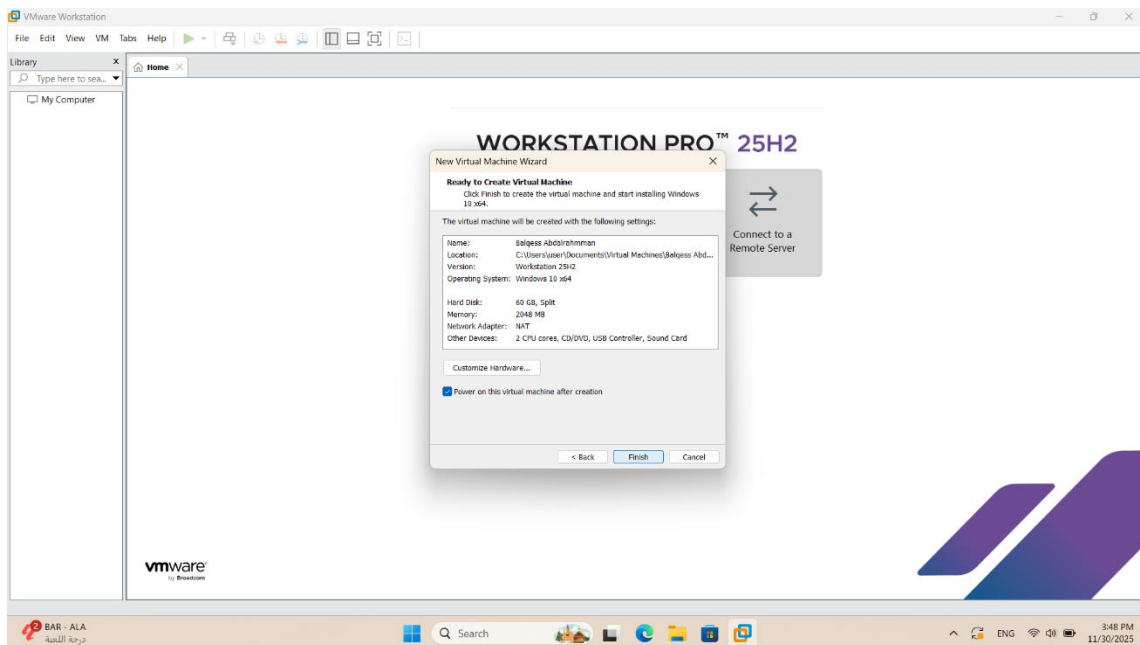 VMware Workstation
File Edit View VM Tabs Help
Library
Type here to sea...
My Computer
Home
WORKSTATION PRO™ 25H2
Connect to a
Remote Server
New Virtual Machine Wizard
Ready to Create Virtual Machine
Click Finish to create the virtual machine and start installing Windows
10 x64.
The virtual machine will be created with the following settings:
Name: Balqess Abdalrahmman
Location: C:\Users\user\Documents\Virtual Machines\Balqess Abd...
Version: Workstation 25H2
Operating System: Windows 10 x64
Hard Disk: 60 GB, Split
Memory: 2048 MB
Network Adapter: NAT
Other Devices: 2 CPU cores, CD/DVD, USB Controller, Sound Card
Customize Hardware...
Power on this virtual machine after creation
< Back Finish Cancel
vmware
by Broadcom
2
BAR - ALA
درجة اللعبة
Search
ENG
3:48 PM
11/30/2025